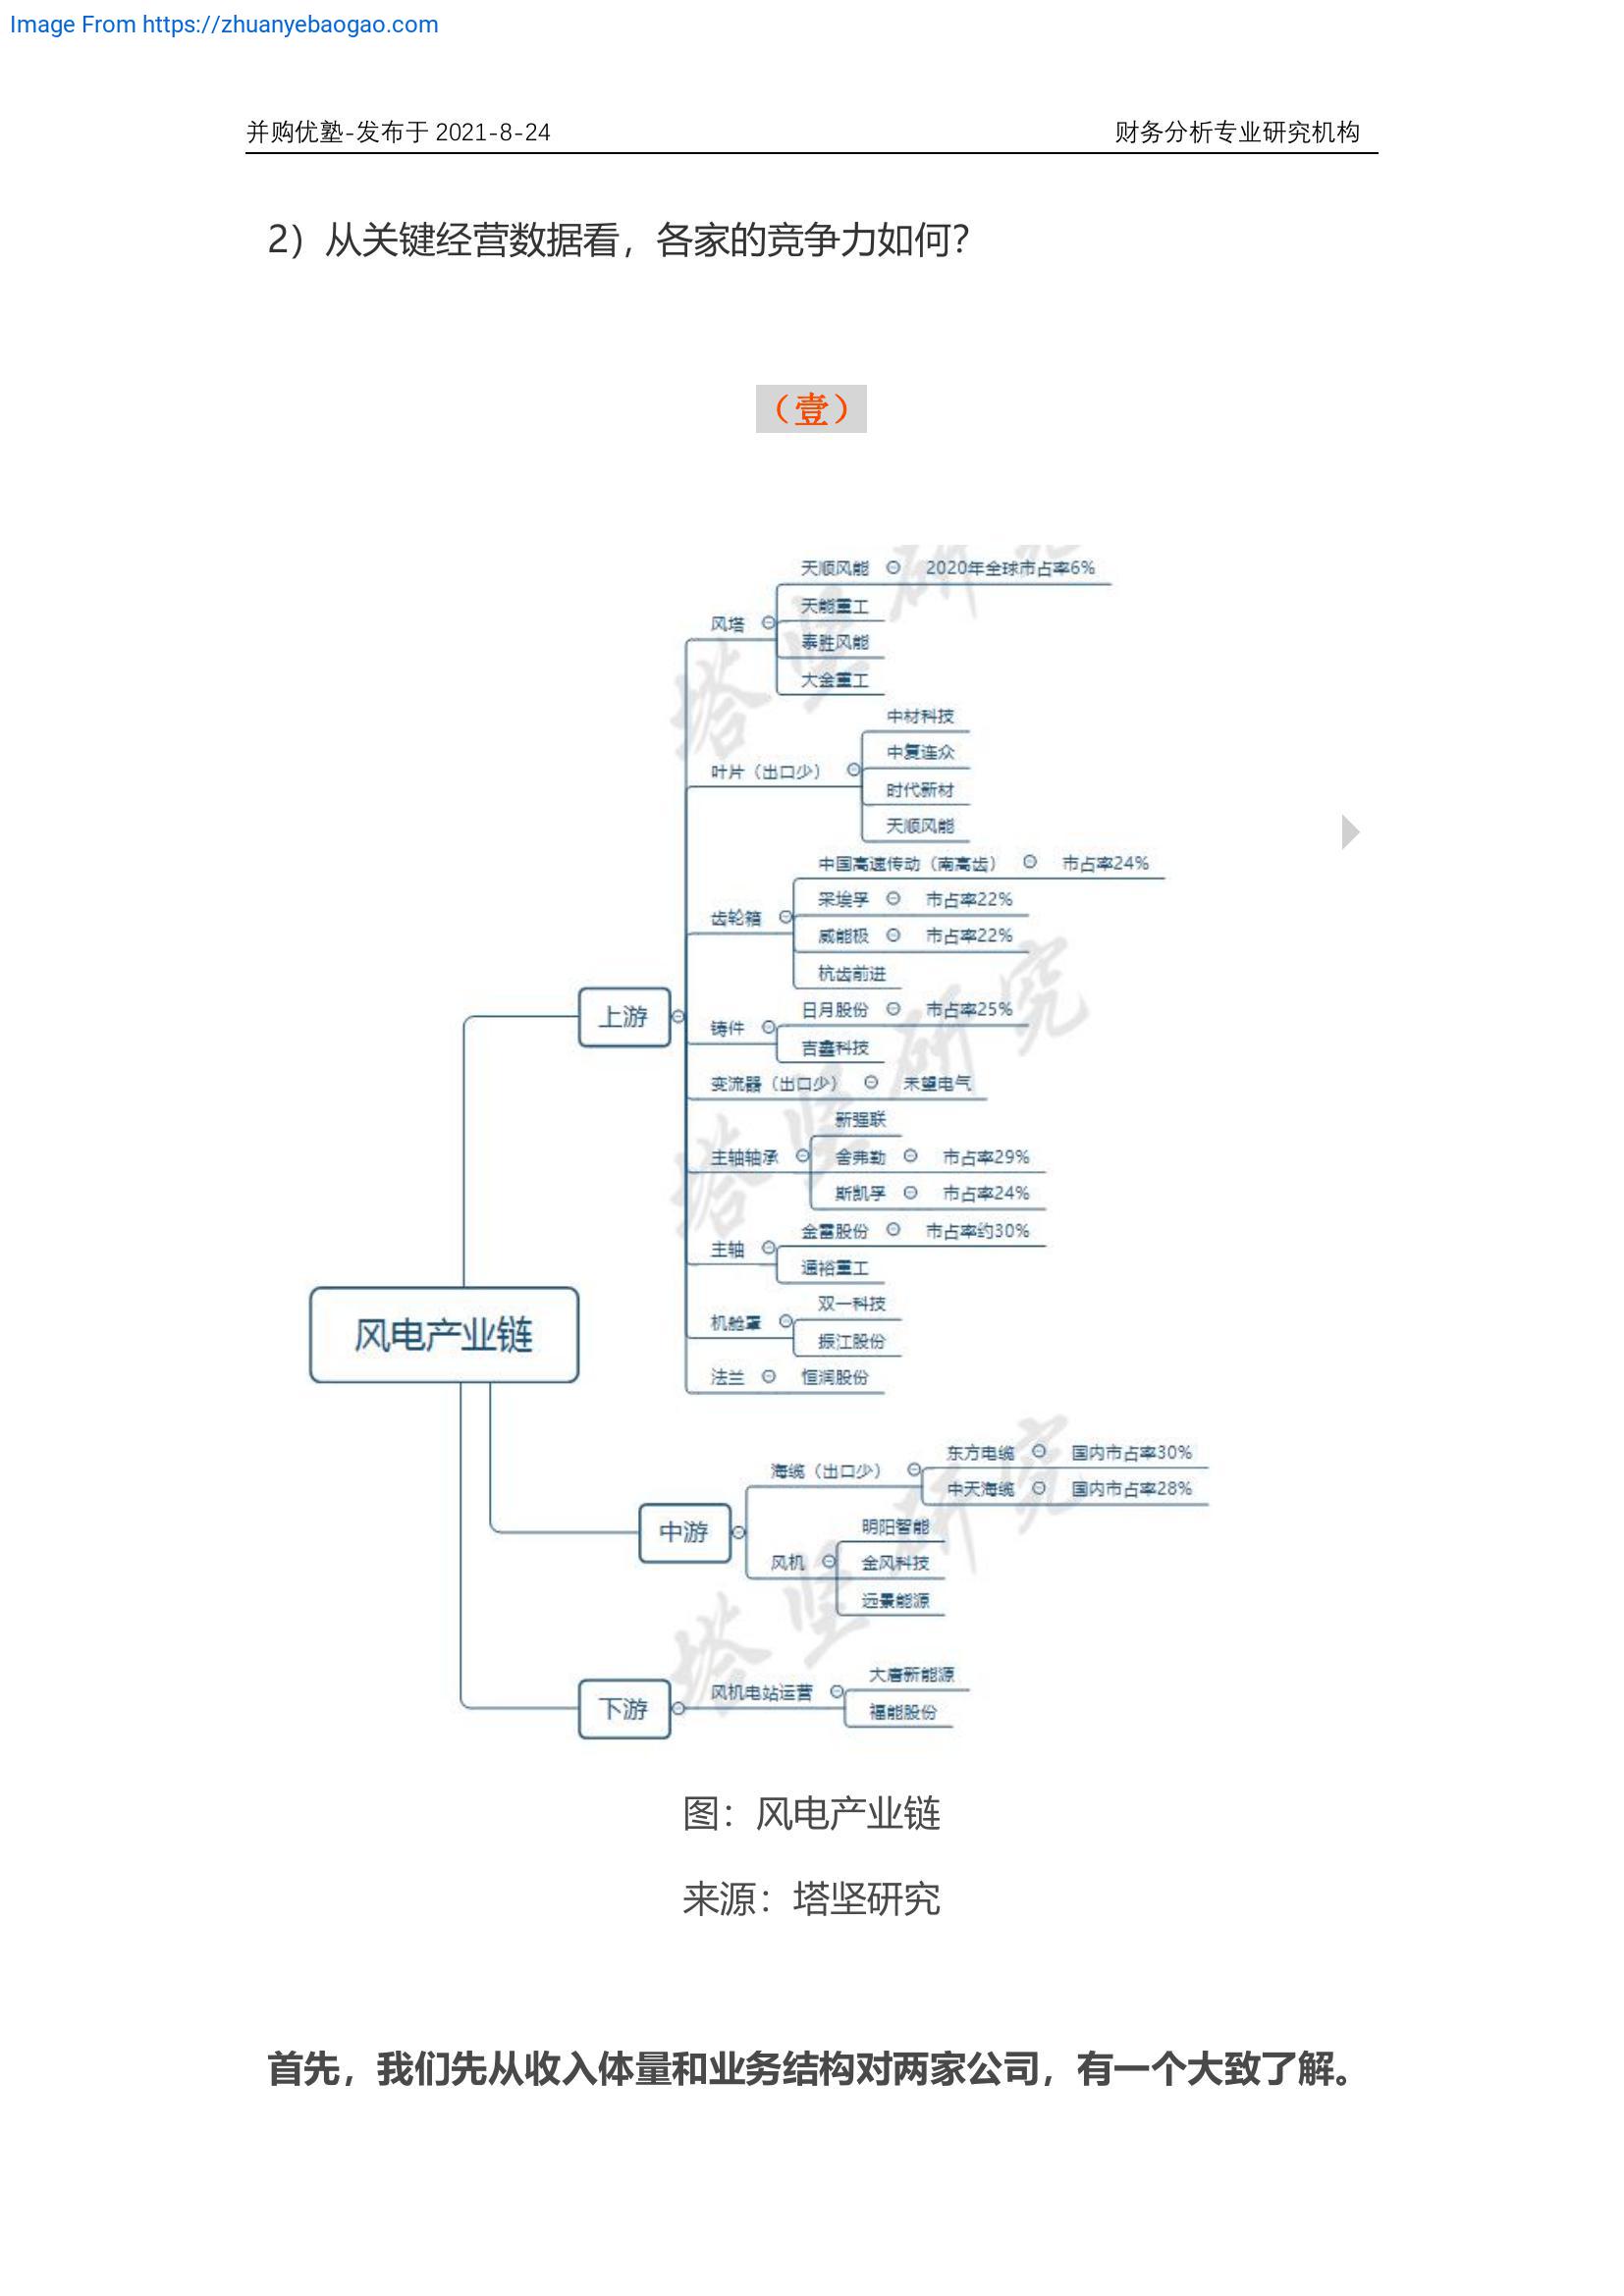 Image From https://zhuanyebaogao.com
并购优塾-发布于 2021-8-24 财务分析专业研究机构
2）从关键经营数据看，各家的竞争力如何？
（壹）
天顺风能 2020年全球市占率6%
天能重工
风塔
泰胜风能
大金重工
中材科技
中复连众
叶片（出口少）
时代新材
天顺风能
中国高速传动（南高齿） 市占率24%
采埃孚 市占率22%
齿轮箱
威能极 市占率22%
杭齿前进
上游
日月股份 市占率25%
铸件
吉鑫科技
变流器（出口少） 禾望电气
新强联
主轴轴承 舍弗勒 市占率29%
斯凯孚 市占率24%
金雷股份 市占率约30%
主轴
通裕重工
双一科技
机舱罩
振江股份
法兰 恒润股份
风电产业链
东方电缆 国内市占率30%
海缆（出口少）
中天海缆 国内市占率28%
中游
明阳智能
风机 金风科技
远景能源
大唐新能源
下游 风机电站运营
福能股份
塔坚研究
塔坚研究
塔坚研究
图：风电产业链
来源：塔坚研究
首先，我们先从收入体量和业务结构对两家公司，有一个大致了解。